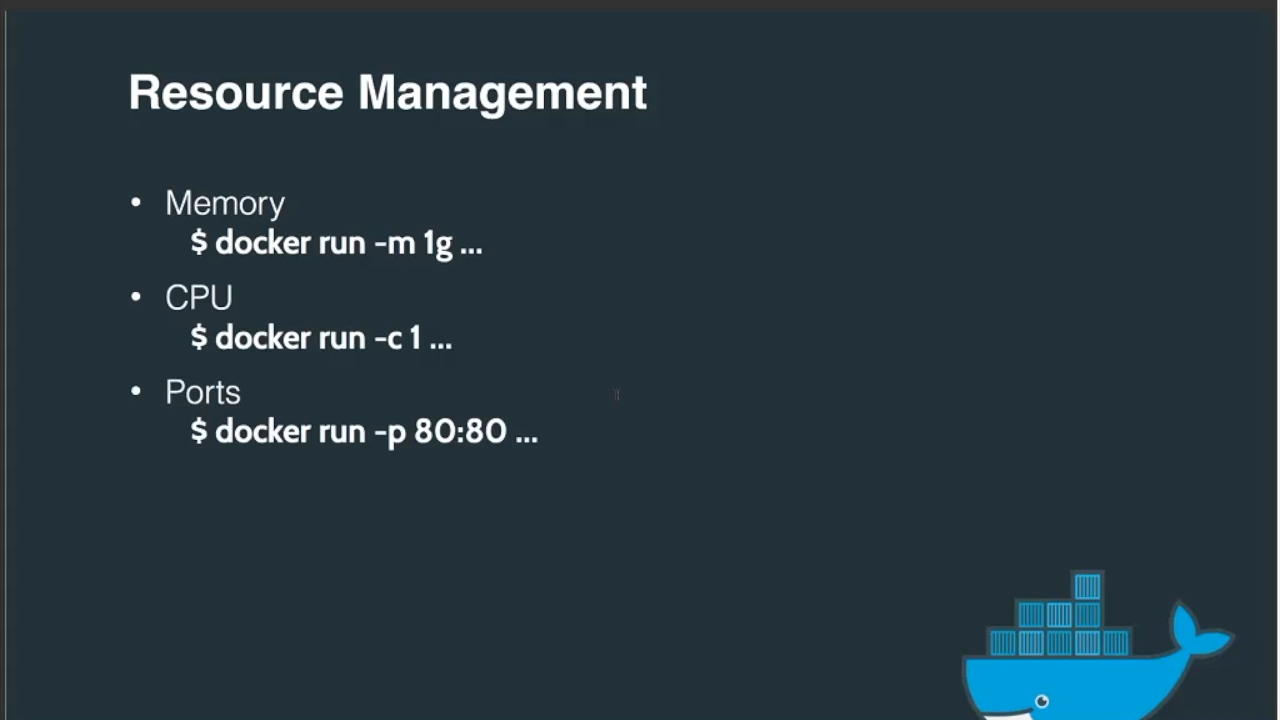 Resource Management
• Memory
$ docker run -m 1g ...
• CPU
$ docker run -c 1 ...
• Ports
$ docker run -p 80:80 ...